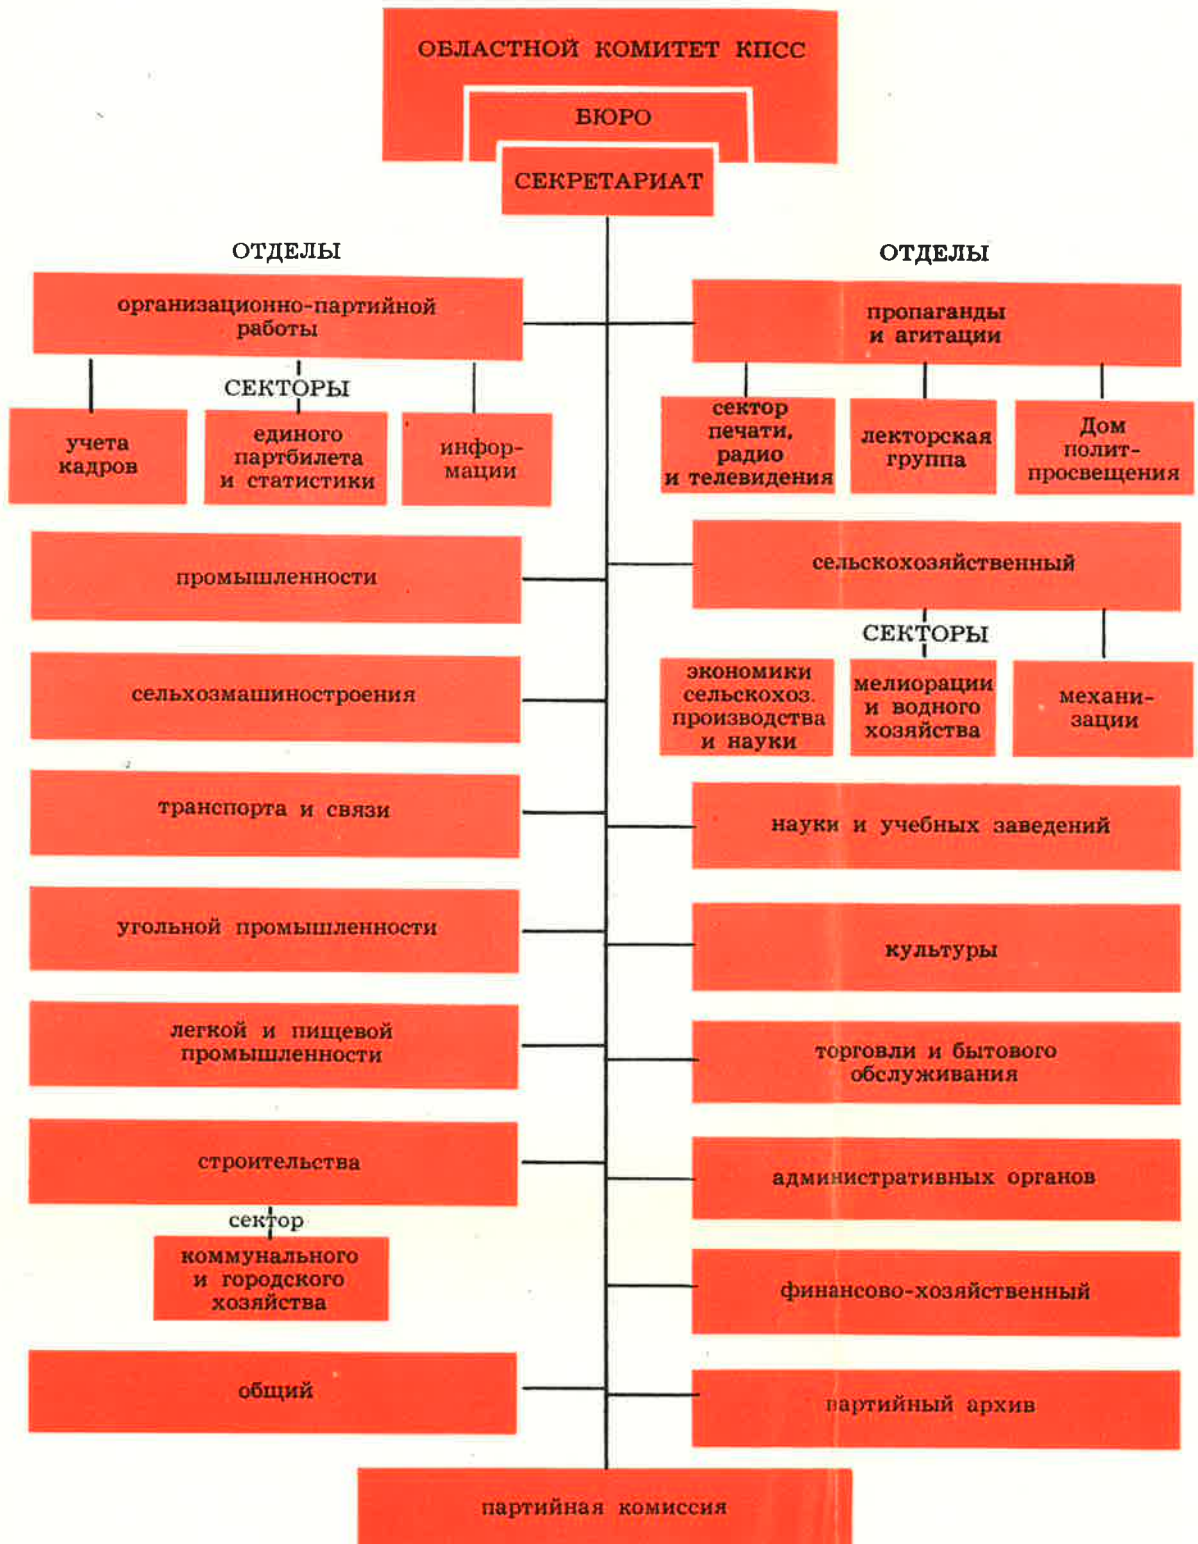 ОБЛАСТНОЙ КОМИТЕТ КПСС
БЮРО
СЕКРЕТАРИАТ
ОТДЕЛЫ
организационно-партийной
работы
СЕКТОРЫ
учета
кадров
единого
партбилета
и статистики
инфор-
мации
промышленности
сельхозмашиностроения
транспорта и связи
угольной промышленности
легкой и пищевой
промышленности
строительства
сектор
коммунального
и городского
хозяйства
общий
ОТДЕЛЫ
пропаганды
и агитации
сектор
печати,
радио
и телевидения
лекторская
группа
Дом
полит-
просвещения
сельскохозяйственный
СЕКТОРЫ
экономики
сельскохоз.
производства
и науки
мелиорации
и водного
хозяйства
механи-
зации
науки и учебных заведений
культуры
торговли и бытового
обслуживания
административных органов
финансово-хозяйственный
партийный архив
партийная комиссия